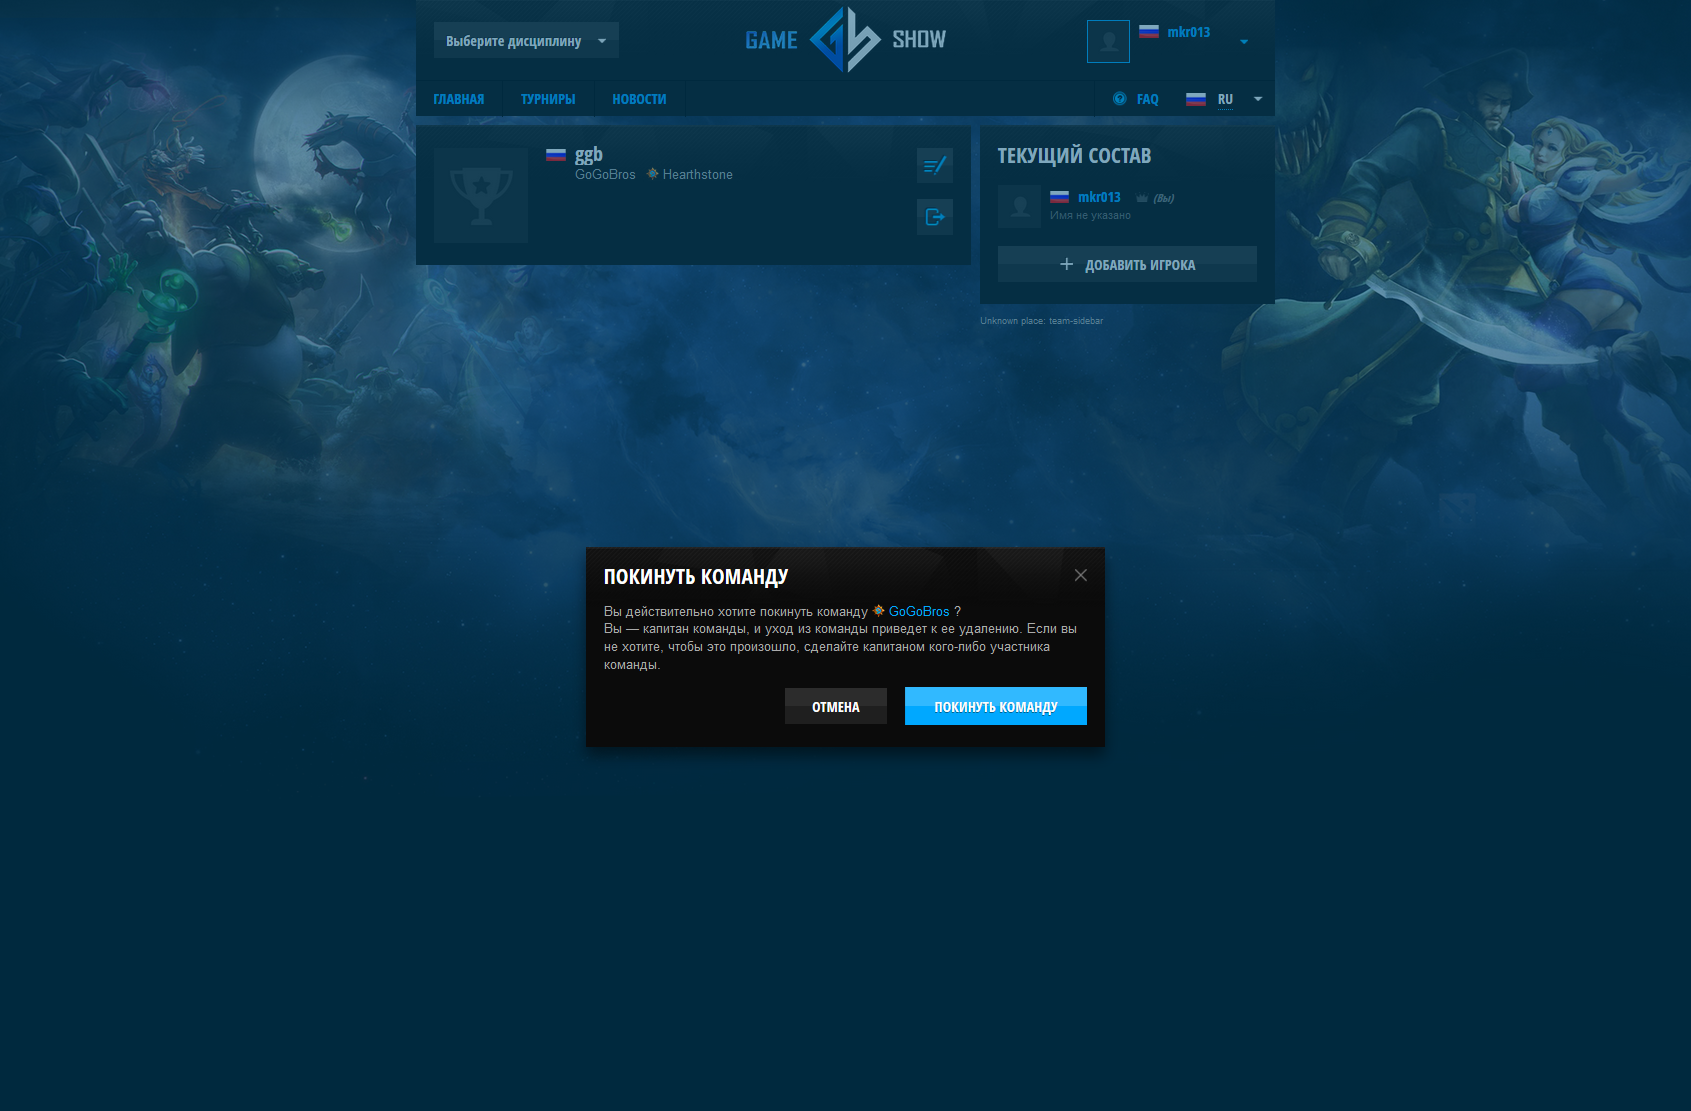 Выберите дисциплину
GAME SHOW
mkr013
ГЛАВНАЯ ТУРНИРЫ НОВОСТИ
FAQ RU
ggb
GoGoBros Hearthstone
ТЕКУЩИЙ СОСТАВ
mkr013 (Вы)
Имя не указано
ДОБАВИТЬ ИГРОКА
Unknown place: team-sidebar
ПОКИНУТЬ КОМАНДУ
Вы действительно хотите покинуть команду GoGoBros ?
Вы — капитан команды, и уход из команды приведет к ее удалению. Если вы
не хотите, чтобы это произошло, сделайте капитаном кого-либо участника
команды.
ОТМЕНА ПОКИНУТЬ КОМАНДУ